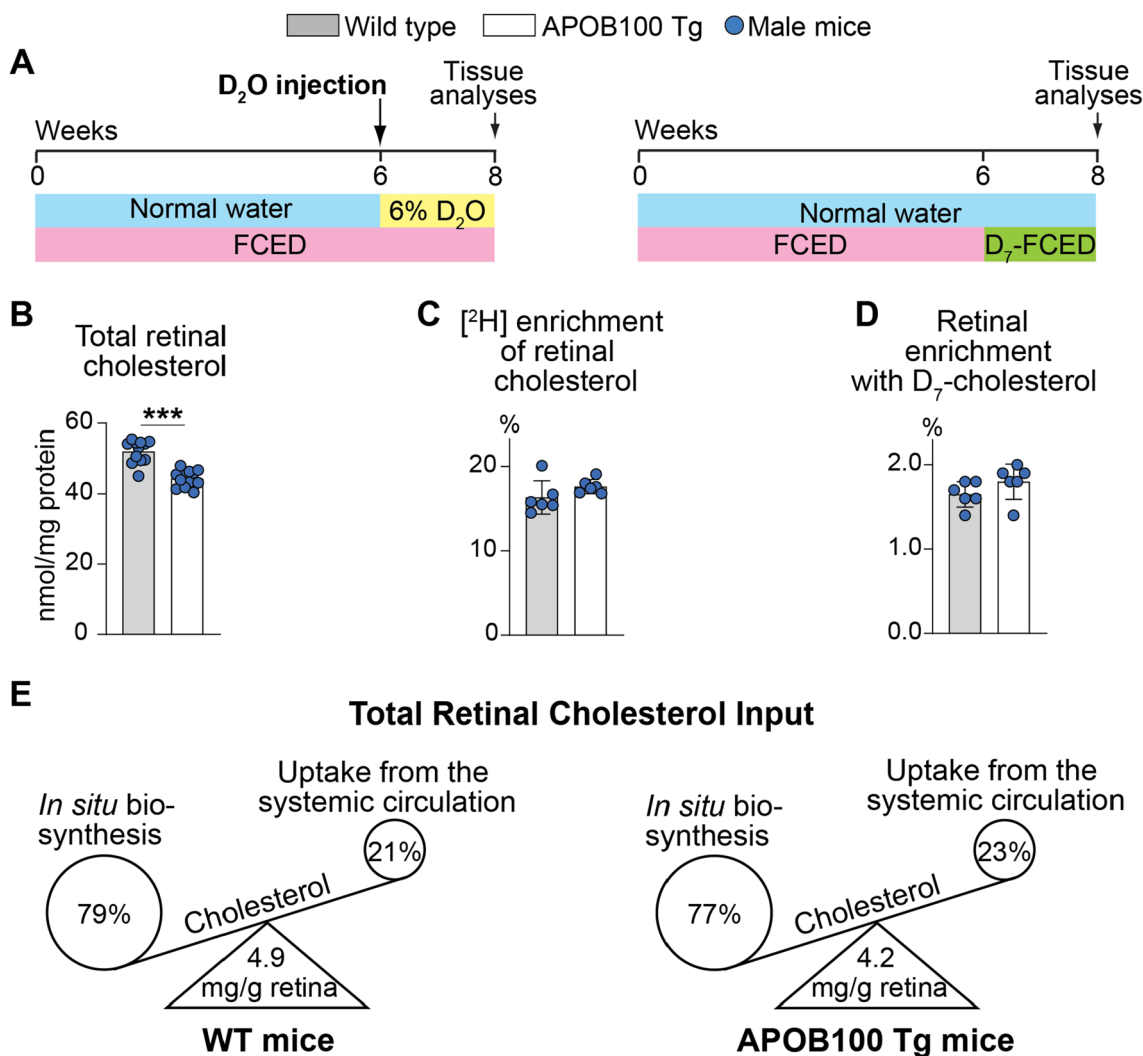 Wild type APOB100 Tg Male mice
A
D₂O injection
Tissue
analyses
Weeks
0 6 8
Normal water 6% D₂O
FCED
Tissue
analyses
Weeks
0 6 8
Normal water
FCED D₇-FCED
B
Total retinal
cholesterol
***
60
40
20
0
nmol/mg protein
C
[²H] enrichment
of retinal
cholesterol
%
20
10
0
D
Retinal
enrichment
with D₇-cholesterol
%
2.0
1.0
0.0
E
Total Retinal Cholesterol Input
In situ bio-
synthesis
Uptake from the
systemic circulation
79%
21%
Cholesterol
4.9
mg/g retina
WT mice
In situ bio-
synthesis
Uptake from the
systemic circulation
77%
23%
Cholesterol
4.2
mg/g retina
APOB100 Tg mice